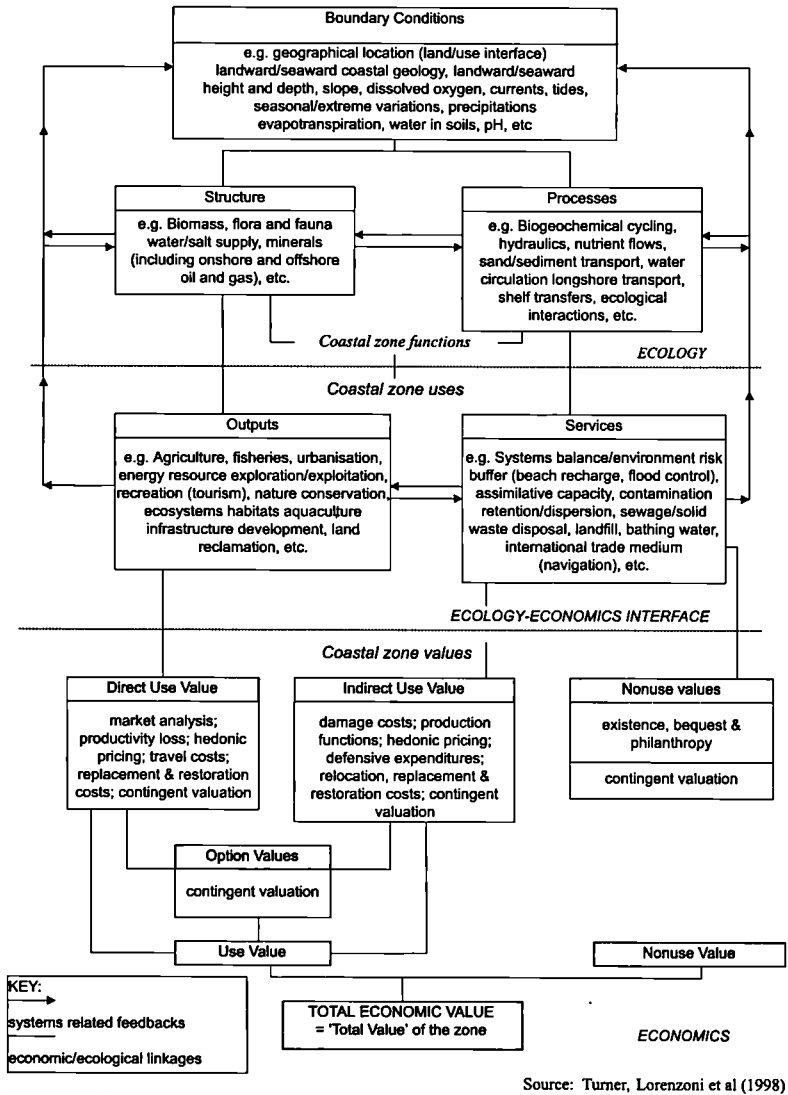 Boundary Conditions
e.g. geographical location (land/use interface)
landward/seaward coastal geology, landward/seaward
height and depth, slope, dissolved oxygen, currents, tides,
seasonal/extreme variations, precipitations
evapotranspiration, water in soils, pH, etc
Structure
e.g. Biomass, flora and fauna
water/salt supply, minerals
(including onshore and offshore
oil and gas), etc.
Processes
e.g. Biogeochemical cycling,
hydraulics, nutrient flows,
sand/sediment transport, water
circulation longshore transport,
shelf transfers, ecological
interactions, etc.
Coastal zone functions
ECOLOGY
Coastal zone uses
Outputs
e.g. Agriculture, fisheries, urbanisation,
energy resource exploration/exploitation,
recreation (tourism), nature conservation,
ecosystems habitats aquaculture
infrastructure development, land
reclamation, etc.
Services
e.g. Systems balance/environment risk
buffer (beach recharge, flood control),
assimilative capacity, contamination
retention/dispersion, sewage/solid
waste disposal, landfill, bathing water,
international trade medium
(navigation), etc.
ECOLOGY-ECONOMICS INTERFACE
Coastal zone values
Direct Use Value
market analysis;
productivity loss; hedonic
pricing; travel costs;
replacement & restoration
costs; contingent valuation
Indirect Use Value
damage costs; production
functions; hedonic pricing;
defensive expenditures;
relocation, replacement &
restoration costs; contingent
valuation
Nonuse values
existence, bequest &
philanthropy
contingent valuation
Option Values
contingent valuation
Use Value
Nonuse Value
KEY:
systems related feedbacks
economic/ecological linkages
TOTAL ECONOMIC VALUE
= 'Total Value' of the zone
ECONOMICS
Source: Turner, Lorenzoni et al (1998)